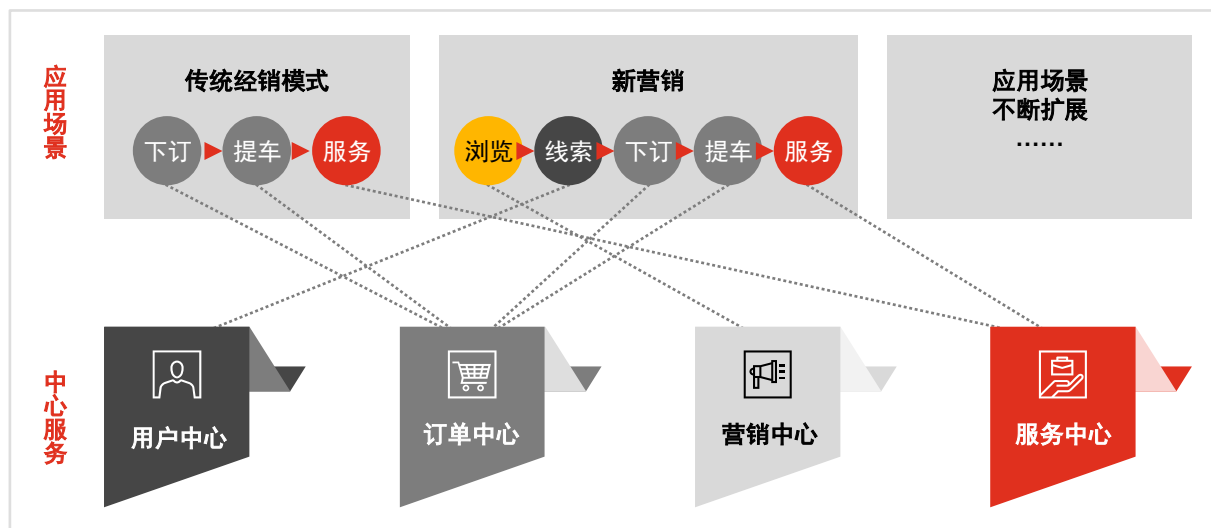 应用场景
传统经销模式
下订 提车 服务
新营销
浏览 线索 下订 提车 服务
应用场景
不断扩展
……
中心服务
用户中心
订单中心
营销中心
服务中心